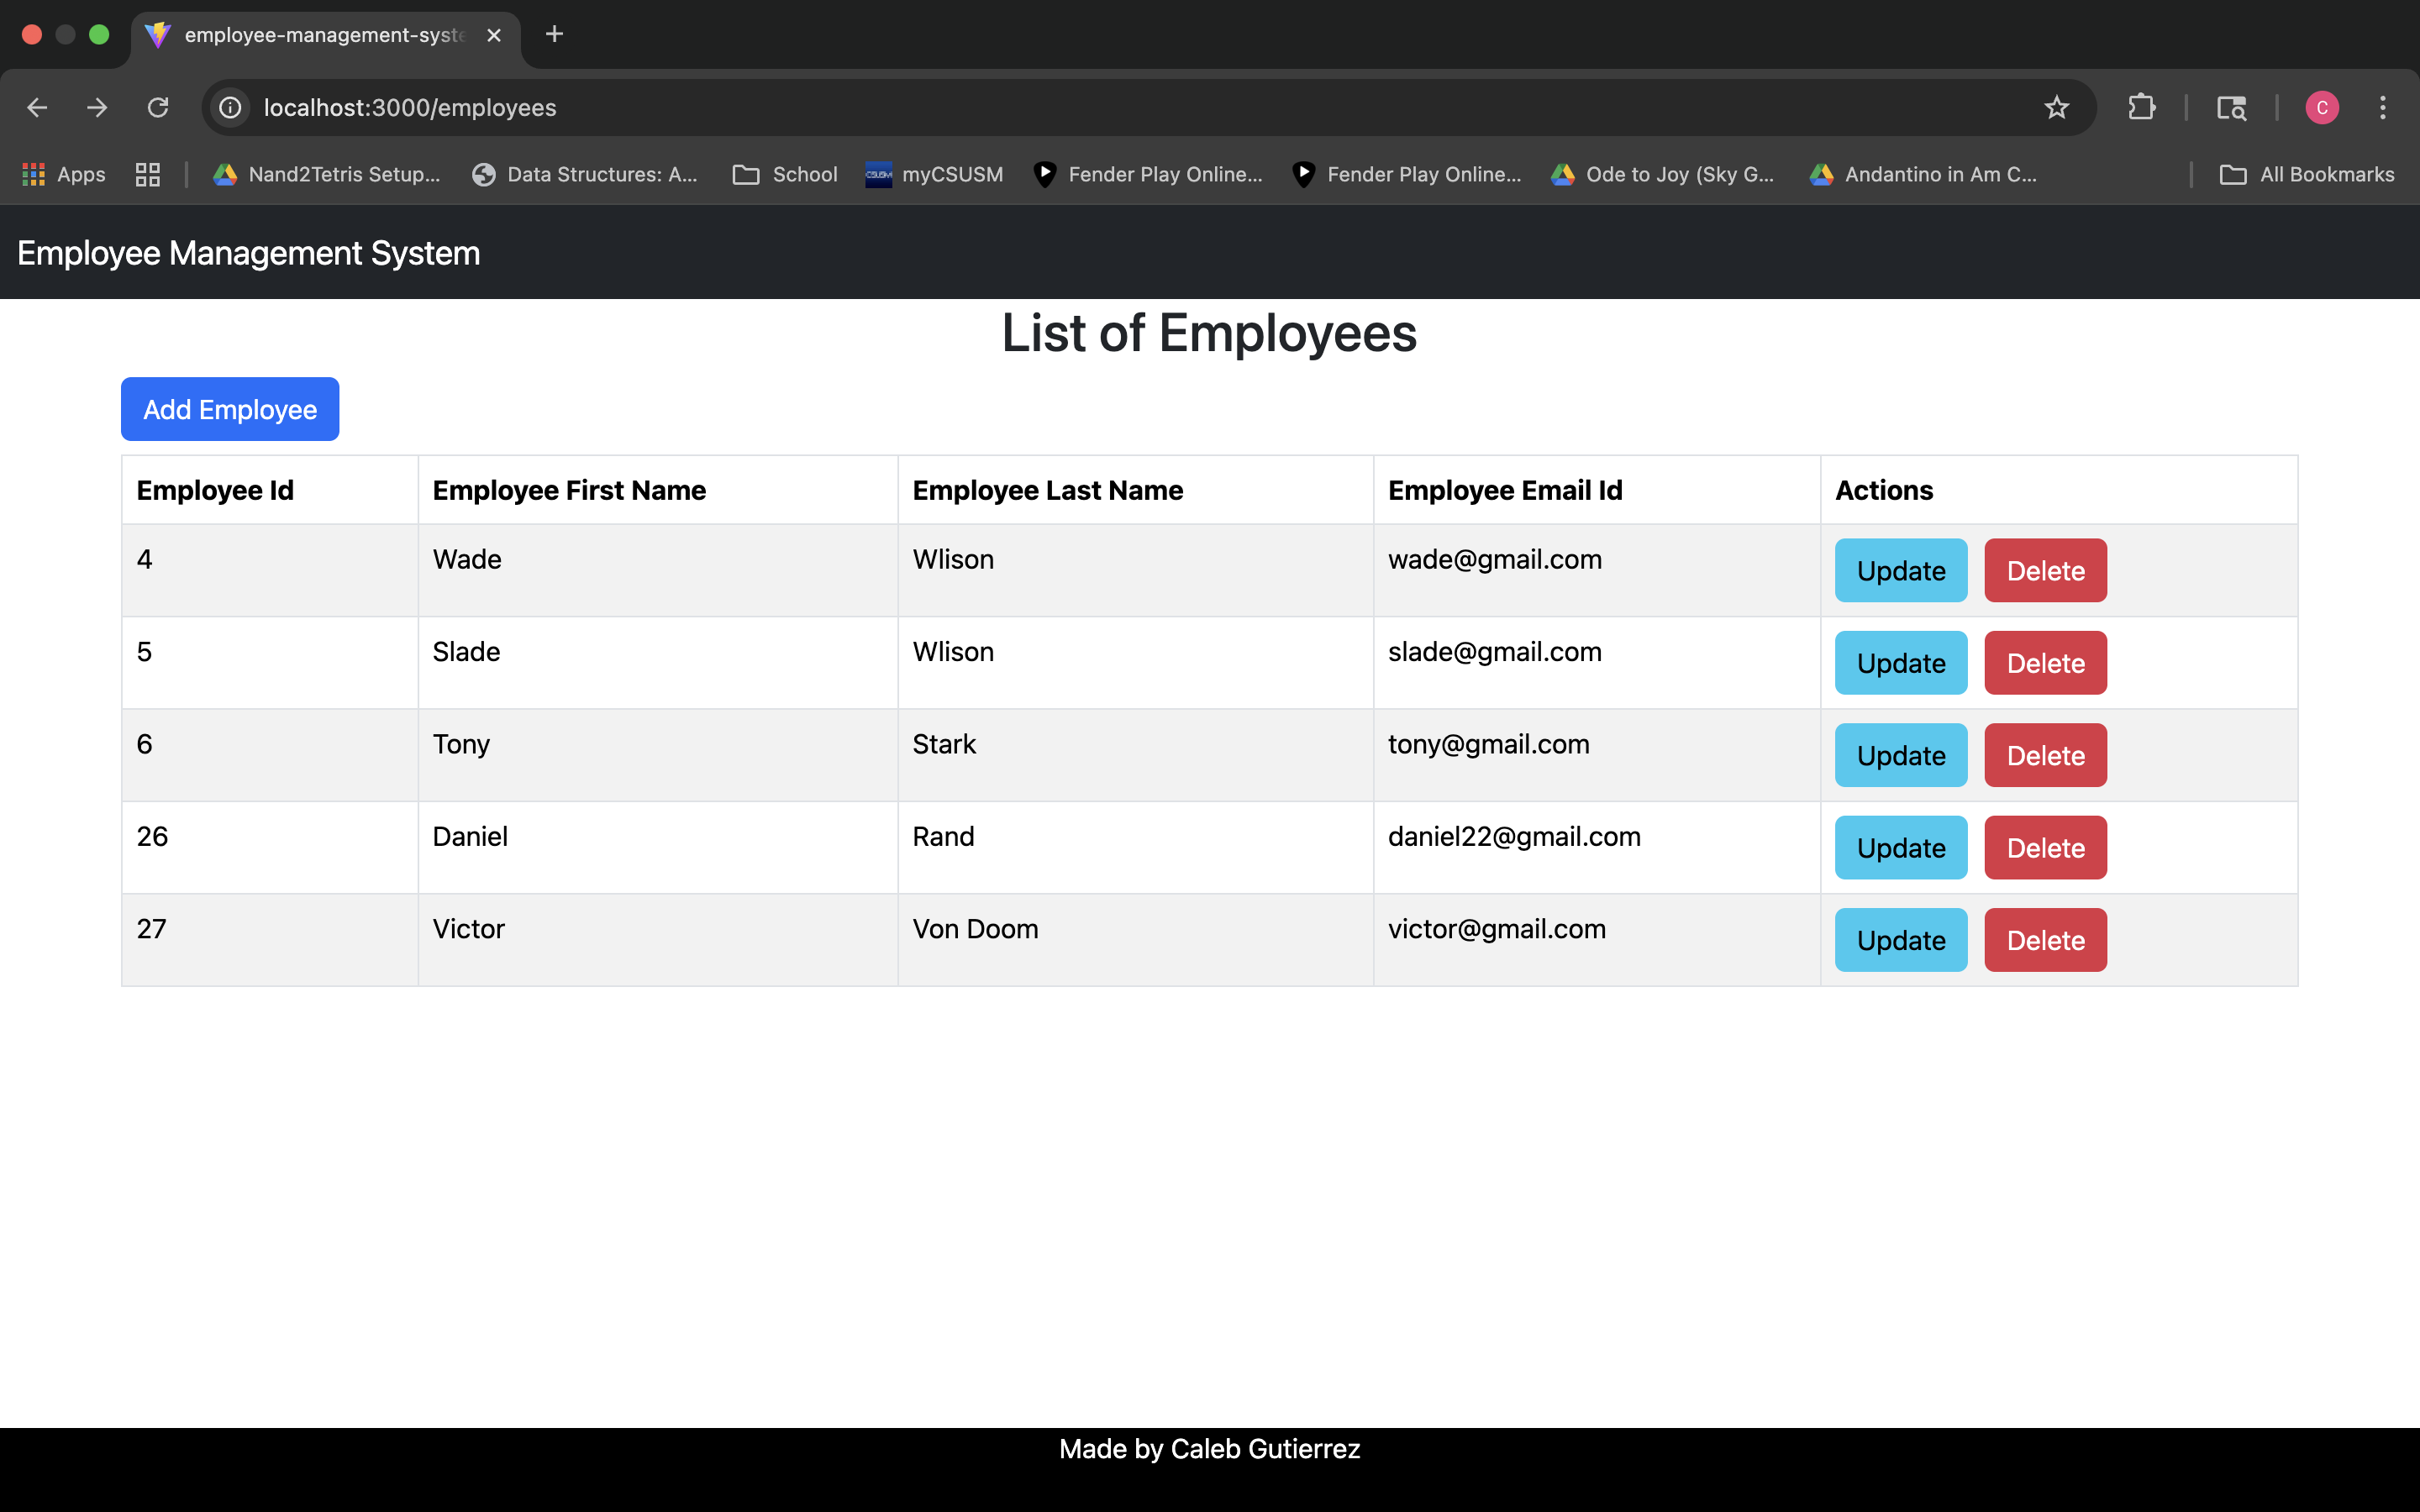 employee-management-syste
localhost:3000/employees
Apps Nand2Tetris Setup... Data Structures: A... School CSUSM myCSUSM Fender Play Online... Fender Play Online... Ode to Joy (Sky G... Andantino in Am C... All Bookmarks
C
Employee Management System
List of Employees
Add Employee
Employee Id Employee First Name Employee Last Name Employee Email Id Actions
4 Wade Wlison wade@gmail.com Update Delete
5 Slade Wlison slade@gmail.com Update Delete
6 Tony Stark tony@gmail.com Update Delete
26 Daniel Rand daniel22@gmail.com Update Delete
27 Victor Von Doom victor@gmail.com Update Delete
Made by Caleb Gutierrez